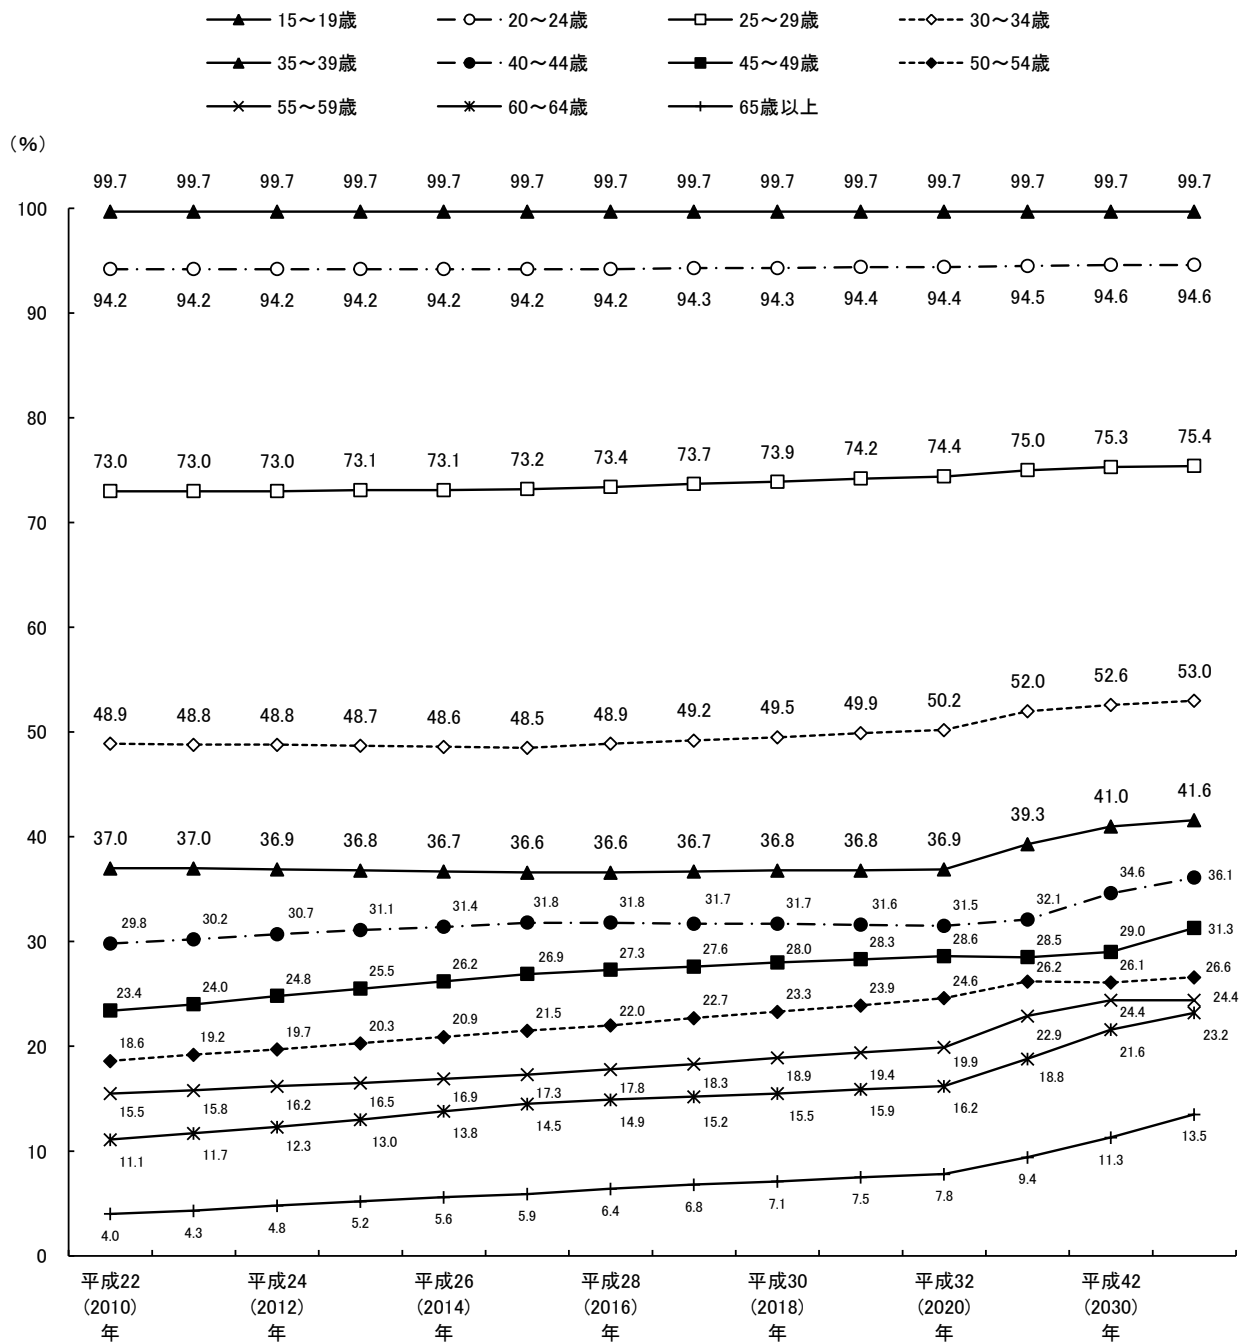 15～19歳 20～24歳 25～29歳 30～34歳
35～39歳 40～44歳 45～49歳 50～54歳
55～59歳 60～64歳 65歳以上
（％）
99.7 99.7 99.7 99.7 99.7 99.7 99.7 99.7 99.7 99.7 99.7 99.7 99.7 99.7
100
94.2 94.2 94.2 94.2 94.2 94.2 94.2 94.3 94.3 94.4 94.4 94.5 94.6 94.6
90
80
73.0 73.0 73.0 73.1 73.1 73.2 73.4 73.7 73.9 74.2 74.4 75.0 75.3 75.4
70
60
48.9 48.8 48.8 48.7 48.6 48.5 48.9 49.2 49.5 49.9 50.2 52.0 52.6 53.0
50
37.0 37.0 36.9 36.8 36.7 36.6 36.6 36.7 36.8 36.8 36.9 39.3 41.0 41.6
40
29.8 30.2 30.7 31.1 31.4 31.8 31.8 31.7 31.7 31.6 31.5 32.1 34.6 36.1
30
23.4 24.0 24.8 25.5 26.2 26.9 27.3 27.6 28.0 28.3 28.6 28.5 29.0 31.3
18.6 19.2 19.7 20.3 20.9 21.5 22.0 22.7 23.3 23.9 24.6 26.2 26.1 26.6
20
15.5 15.8 16.2 16.5 16.9 17.3 17.8 18.3 18.9 19.4 19.9 22.9 24.4 24.4
11.1 11.7 12.3 13.0 13.8 14.5 14.9 15.2 15.5 15.9 16.2 18.8 21.6 23.2
10
4.0 4.3 4.8 5.2 5.6 5.9 6.4 6.8 7.1 7.5 7.8 9.4 11.3 13.5
0
平成22 平成24 平成26 平成28 平成30 平成32 平成42
（2010） （2012） （2014） （2016） （2018） （2020） （2030）
年 年 年 年 年 年 年